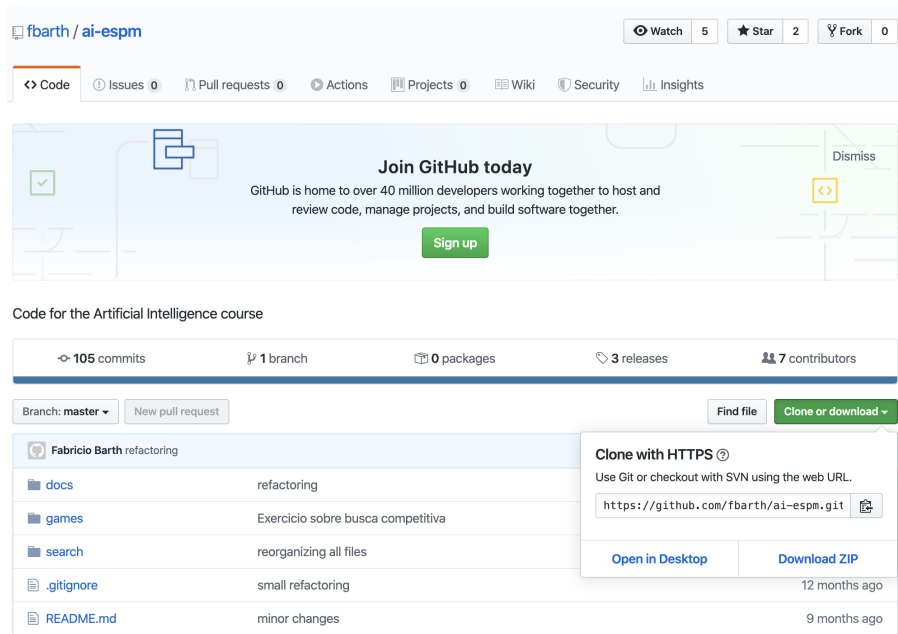 fbarth / ai-espm
Watch 5 Star 2 Fork 0
Code Issues 0 Pull requests 0 Actions Projects 0 Wiki Security Insights
Dismiss
Join GitHub today
GitHub is home to over 40 million developers working together to host and
review code, manage projects, and build software together.
Sign up
Code for the Artificial Intelligence course
105 commits 1 branch 0 packages 3 releases 7 contributors
Branch: master New pull request Find file Clone or download
Fabricio Barth refactoring
Clone with HTTPS ?
Use Git or checkout with SVN using the web URL.
https://github.com/fbarth/ai-espm.git
Open in Desktop Download ZIP
docs refactoring
games Exercicio sobre busca competitiva
search reorganizing all files
.gitignore small refactoring 12 months ago
README.md minor changes 9 months ago